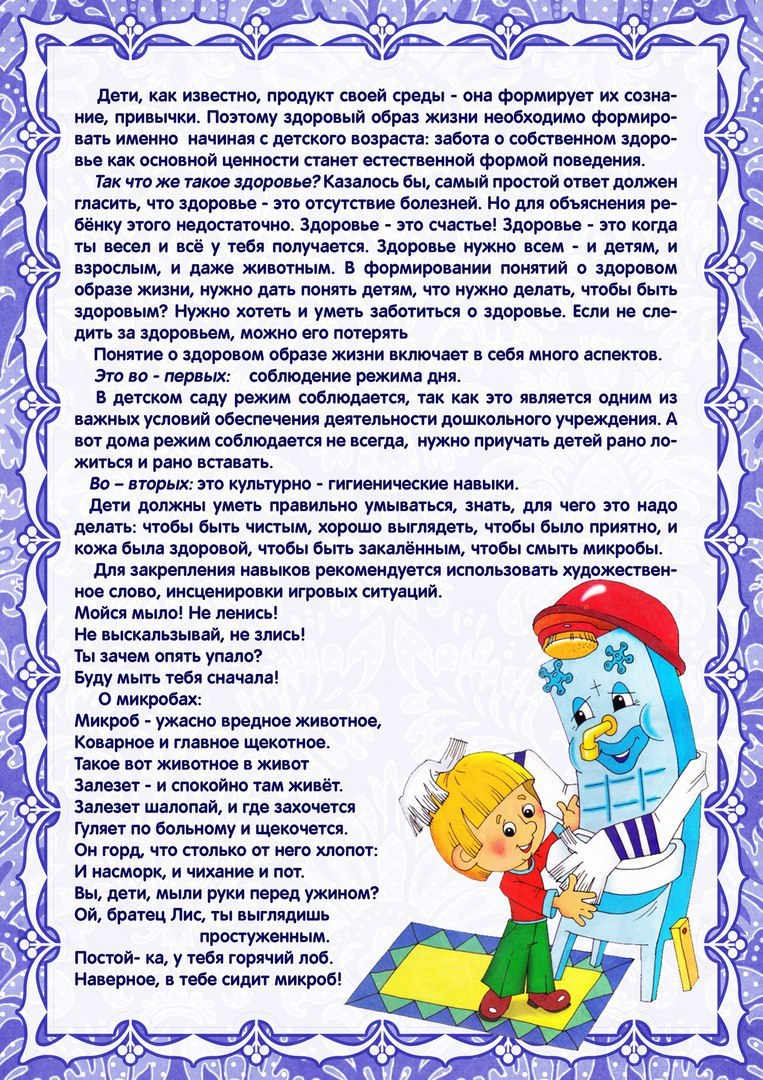 Дети, как известно, продукт своей среды - она формирует их созна-
ние, привычки. Поэтому здоровый образ жизни необходимо формиро-
вать именно начиная с детского возраста: забота о собственном здоро-
вье как основной ценности станет естественной формой поведения.
Так что же такое здоровье? Казалось бы, самый простой ответ должен
гласить, что здоровье - это отсутствие болезней. Но для объяснения ре-
бёнку этого недостаточно. Здоровье - это счастье! Здоровье - это когда
ты весел и всё у тебя получается. Здоровье нужно всем - и детям, и
взрослым, и даже животным. В формировании понятий о здоровом
образе жизни, нужно дать понять детям, что нужно делать, чтобы быть
здоровым? Нужно хотеть и уметь заботиться о здоровье. Если не сле-
дить за здоровьем, можно его потерять
Понятие о здоровом образе жизни включает в себя много аспектов.
Это во - первых: соблюдение режима дня.
В детском саду режим соблюдается, так как это является одним из
важных условий обеспечения деятельности дошкольного учреждения. А
вот дома режим соблюдается не всегда, нужно приучать детей рано ло-
житься и рано вставать.
Во – вторых: это культурно - гигиенические навыки.
Дети должны уметь правильно умываться, знать, для чего это надо
делать: чтобы быть чистым, хорошо выглядеть, чтобы было приятно, и
кожа была здоровой, чтобы быть закалённым, чтобы смыть микробы.
Для закрепления навыков рекомендуется использовать художествен-
ное слово, инсценировки игровых ситуаций.
Мойся мыло! Не ленись!
Не выскальзывай, не злись!
Ты зачем опять упало?
Буду мыть тебя сначала!
О микробах:
Микроб - ужасно вредное животное,
Коварное и главное щекотное.
Такое вот животное в живот
Залезет - и спокойно там живёт.
Залезет шалопай, и где захочется
Гуляет по больному и щекочется.
Он горд, что столько от него хлопот:
И насморк, и чихание и пот.
Вы, дети, мыли руки перед ужином?
Ой, братец Лис, ты выглядишь
простуженным.
Постой- ка, у тебя горячий лоб.
Наверное, в тебе сидит микроб!